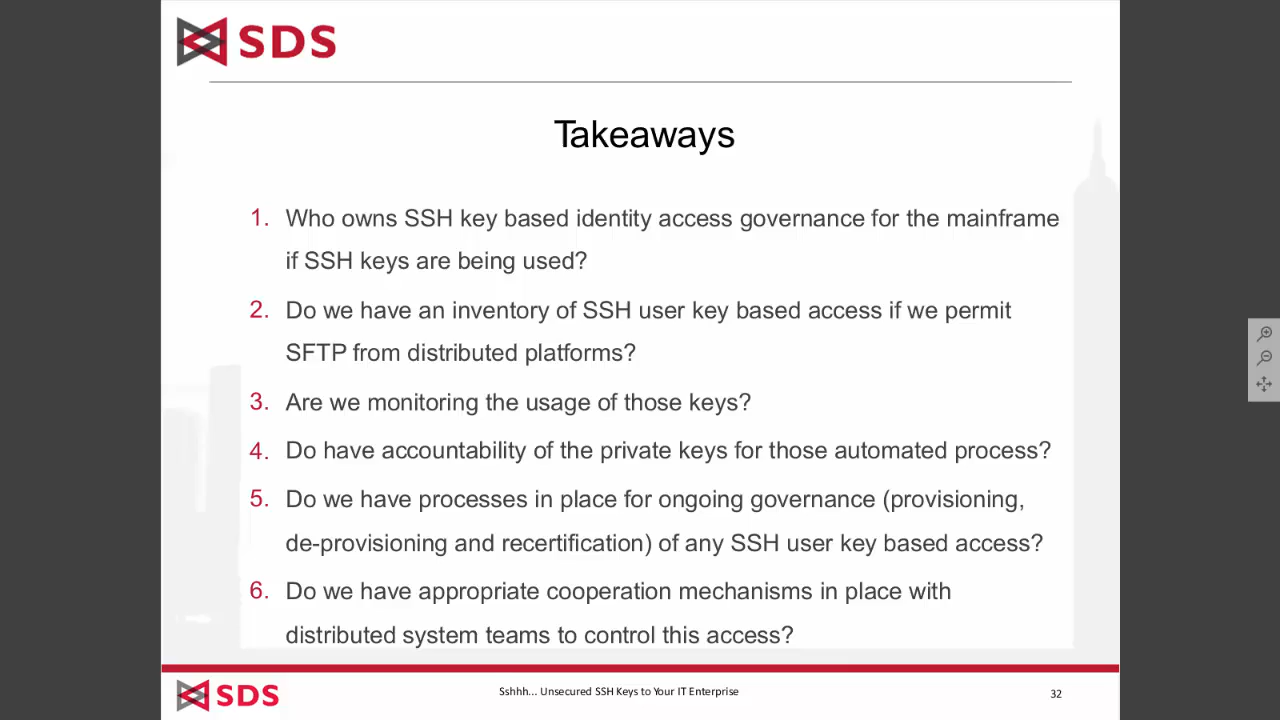 SDS
Takeaways
1. Who owns SSH key based identity access governance for the mainframe
if SSH keys are being used?
2. Do we have an inventory of SSH user key based access if we permit
SFTP from distributed platforms?
3. Are we monitoring the usage of those keys?
4. Do have accountability of the private keys for those automated process?
5. Do we have processes in place for ongoing governance (provisioning,
de-provisioning and recertification) of any SSH user key based access?
6. Do we have appropriate cooperation mechanisms in place with
distributed system teams to control this access?
SDS
Sshhh... Unsecured SSH Keys to Your IT Enterprise
32